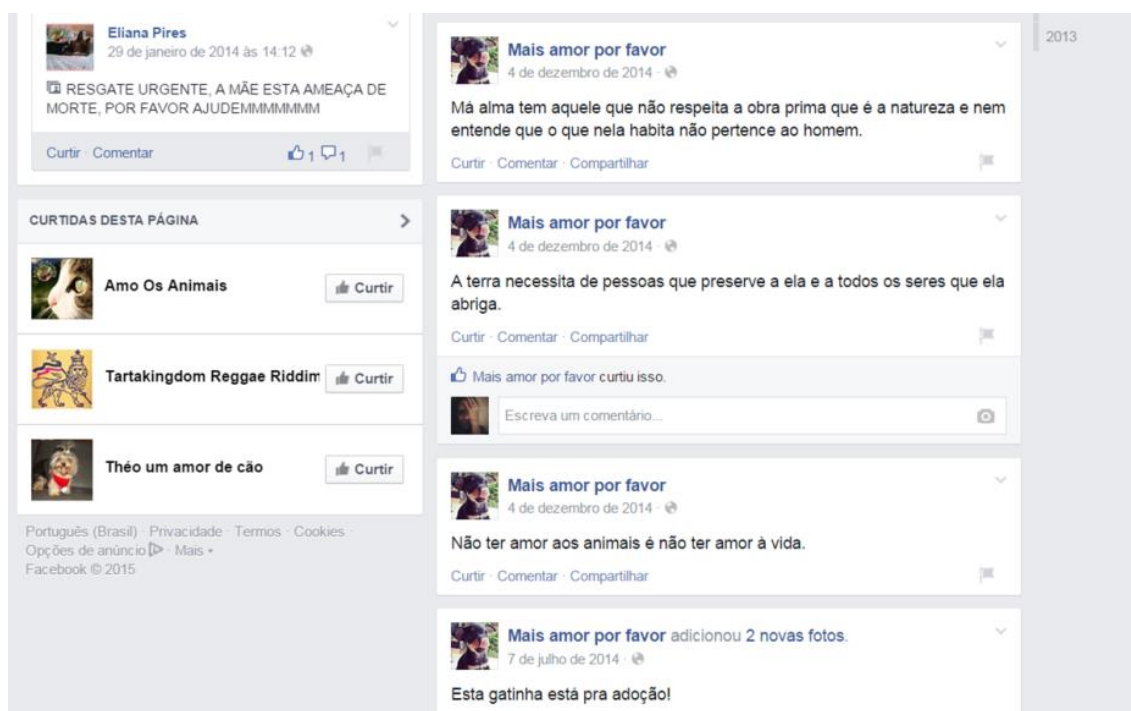 Eliana Pires
29 de janeiro de 2014 às 14:12
RESGATE URGENTE, A MÃE ESTA AMEAÇA DE
MORTE, POR FAVOR AJUDEMMMMMMM
Curtir · Comentar 1 1
CURTIDAS DESTA PÁGINA
Amo Os Animais Curtir
Tartakingdom Reggae Riddim Curtir
Théo um amor de cão Curtir
Português (Brasil) · Privacidade · Termos · Cookies ·
Opções de anúncio · Mais
Facebook © 2015
Mais amor por favor
4 de dezembro de 2014 ·
Má alma tem aquele que não respeita a obra prima que é a natureza e nem
entende que o que nela habita não pertence ao homem.
Curtir · Comentar · Compartilhar
Mais amor por favor
4 de dezembro de 2014 ·
A terra necessita de pessoas que preserve a ela e a todos os seres que ela
abriga.
Curtir · Comentar · Compartilhar
Mais amor por favor curtiu isso.
Escreva um comentário...
Mais amor por favor
4 de dezembro de 2014 ·
Não ter amor aos animais é não ter amor à vida.
Curtir · Comentar · Compartilhar
Mais amor por favor adicionou 2 novas fotos.
7 de julho de 2014 ·
Esta gatinha está pra adoção!
2013